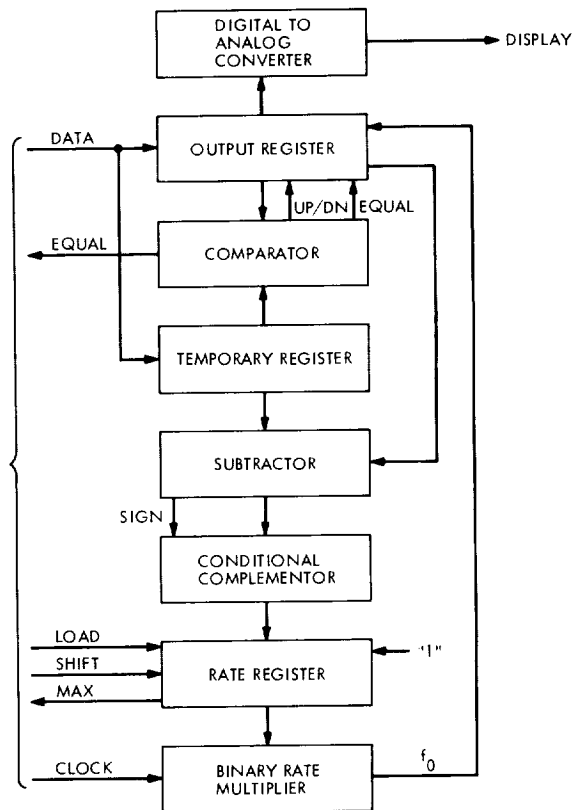 DIGITAL TO
ANALOG
CONVERTER
DISPLAY
DATA
OUTPUT REGISTER
UP/DN
EQUAL
EQUAL
COMPARATOR
TEMPORARY REGISTER
SUBTRACTOR
SIGN
CONDITIONAL
COMPLEMENTOR
LOAD
SHIFT
MAX
RATE REGISTER
"1"
CLOCK
BINARY RATE
MULTIPLIER
f0